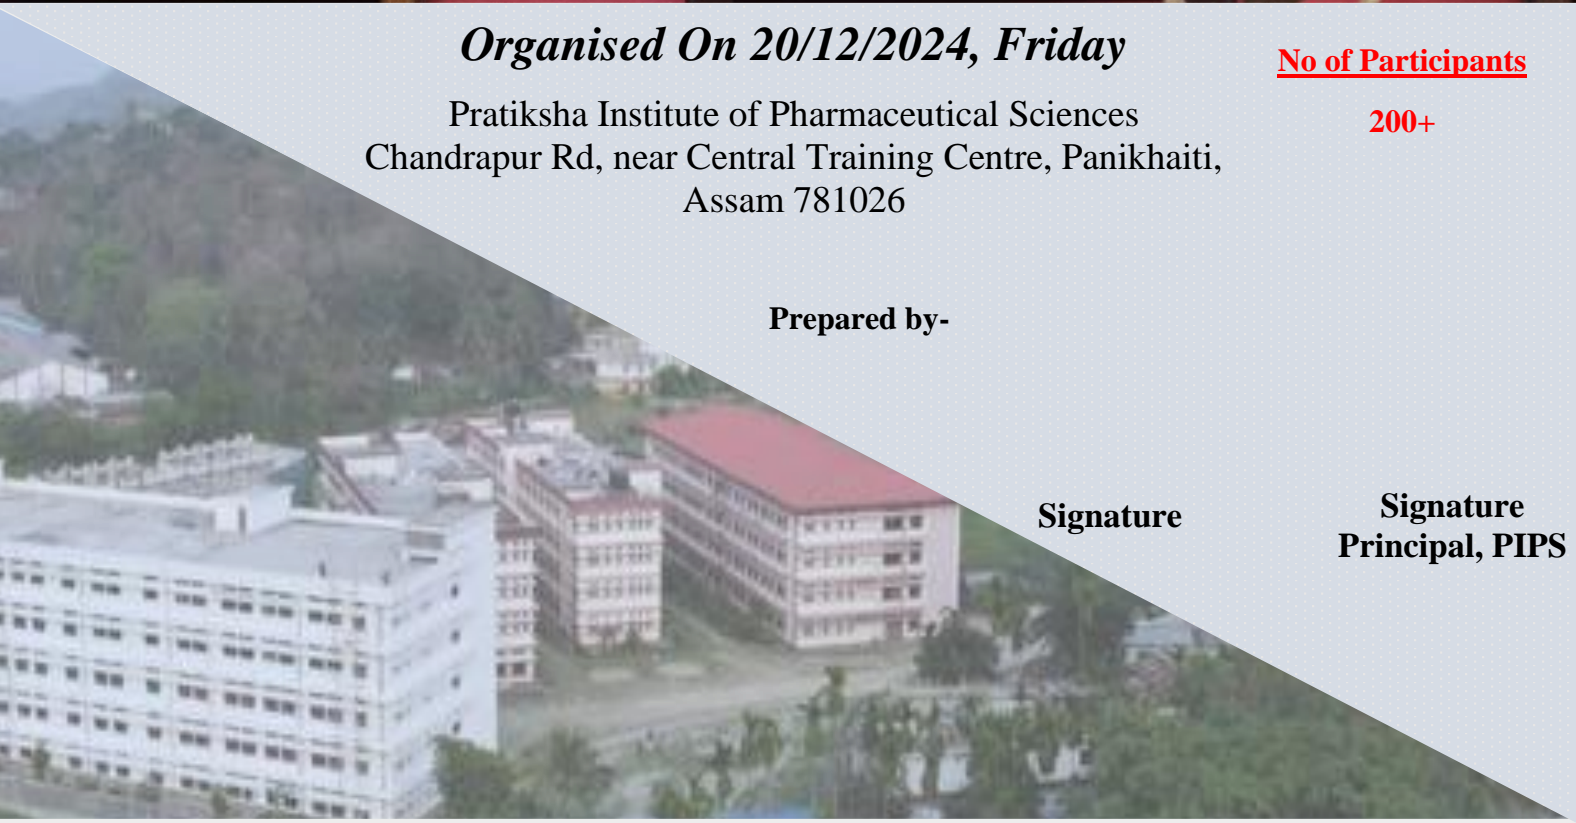 Organised On 20/12/2024, Friday
No of Participants
200+
Pratiksha Institute of Pharmaceutical Sciences
Chandrapur Rd, near Central Training Centre, Panikhaiti,
Assam 781026
Prepared by-
Signature
Signature
Principal, PIPS